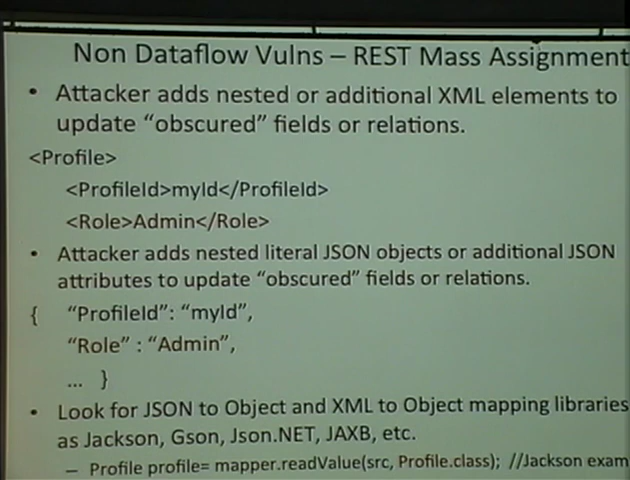 Non Dataflow Vulns – REST Mass Assignment
• Attacker adds nested or additional XML elements to
update “obscured” fields or relations.
<Profile>
<ProfileId>myId</ProfileId>
<Role>Admin</Role>
• Attacker adds nested literal JSON objects or additional JSON
attributes to update “obscured” fields or relations.
{ “ProfileId”: “myId”,
“Role” : “Admin”,
... }
• Look for JSON to Object and XML to Object mapping libraries
as Jackson, Gson, Json.NET, JAXB, etc.
– Profile profile= mapper.readValue(src, Profile.class); //Jackson exam